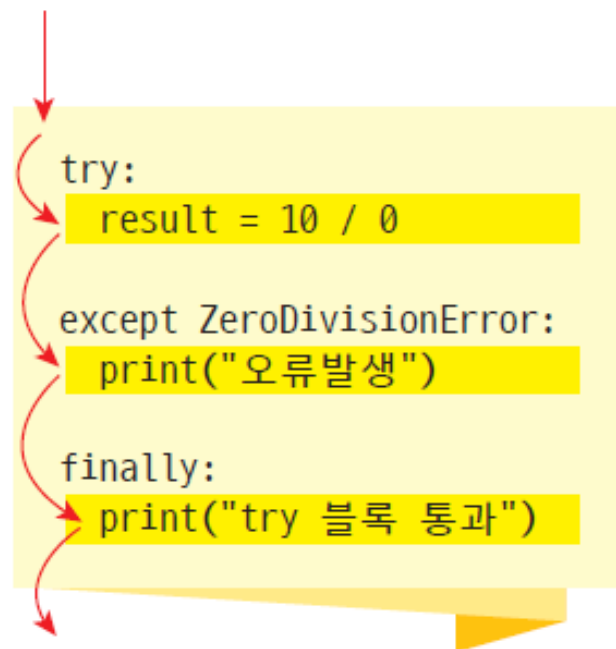 try:
result = 10 / 0
except ZeroDivisionError:
print("오류발생")
finally:
print("try 블록 통과")